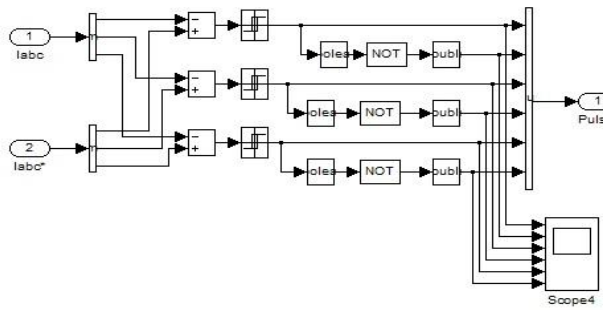 1
Iabc
2
Iabc*
olea
NOT
oubl
olea
NOT
oubl
olea
NOT
oubl
1
Puls
Scope4